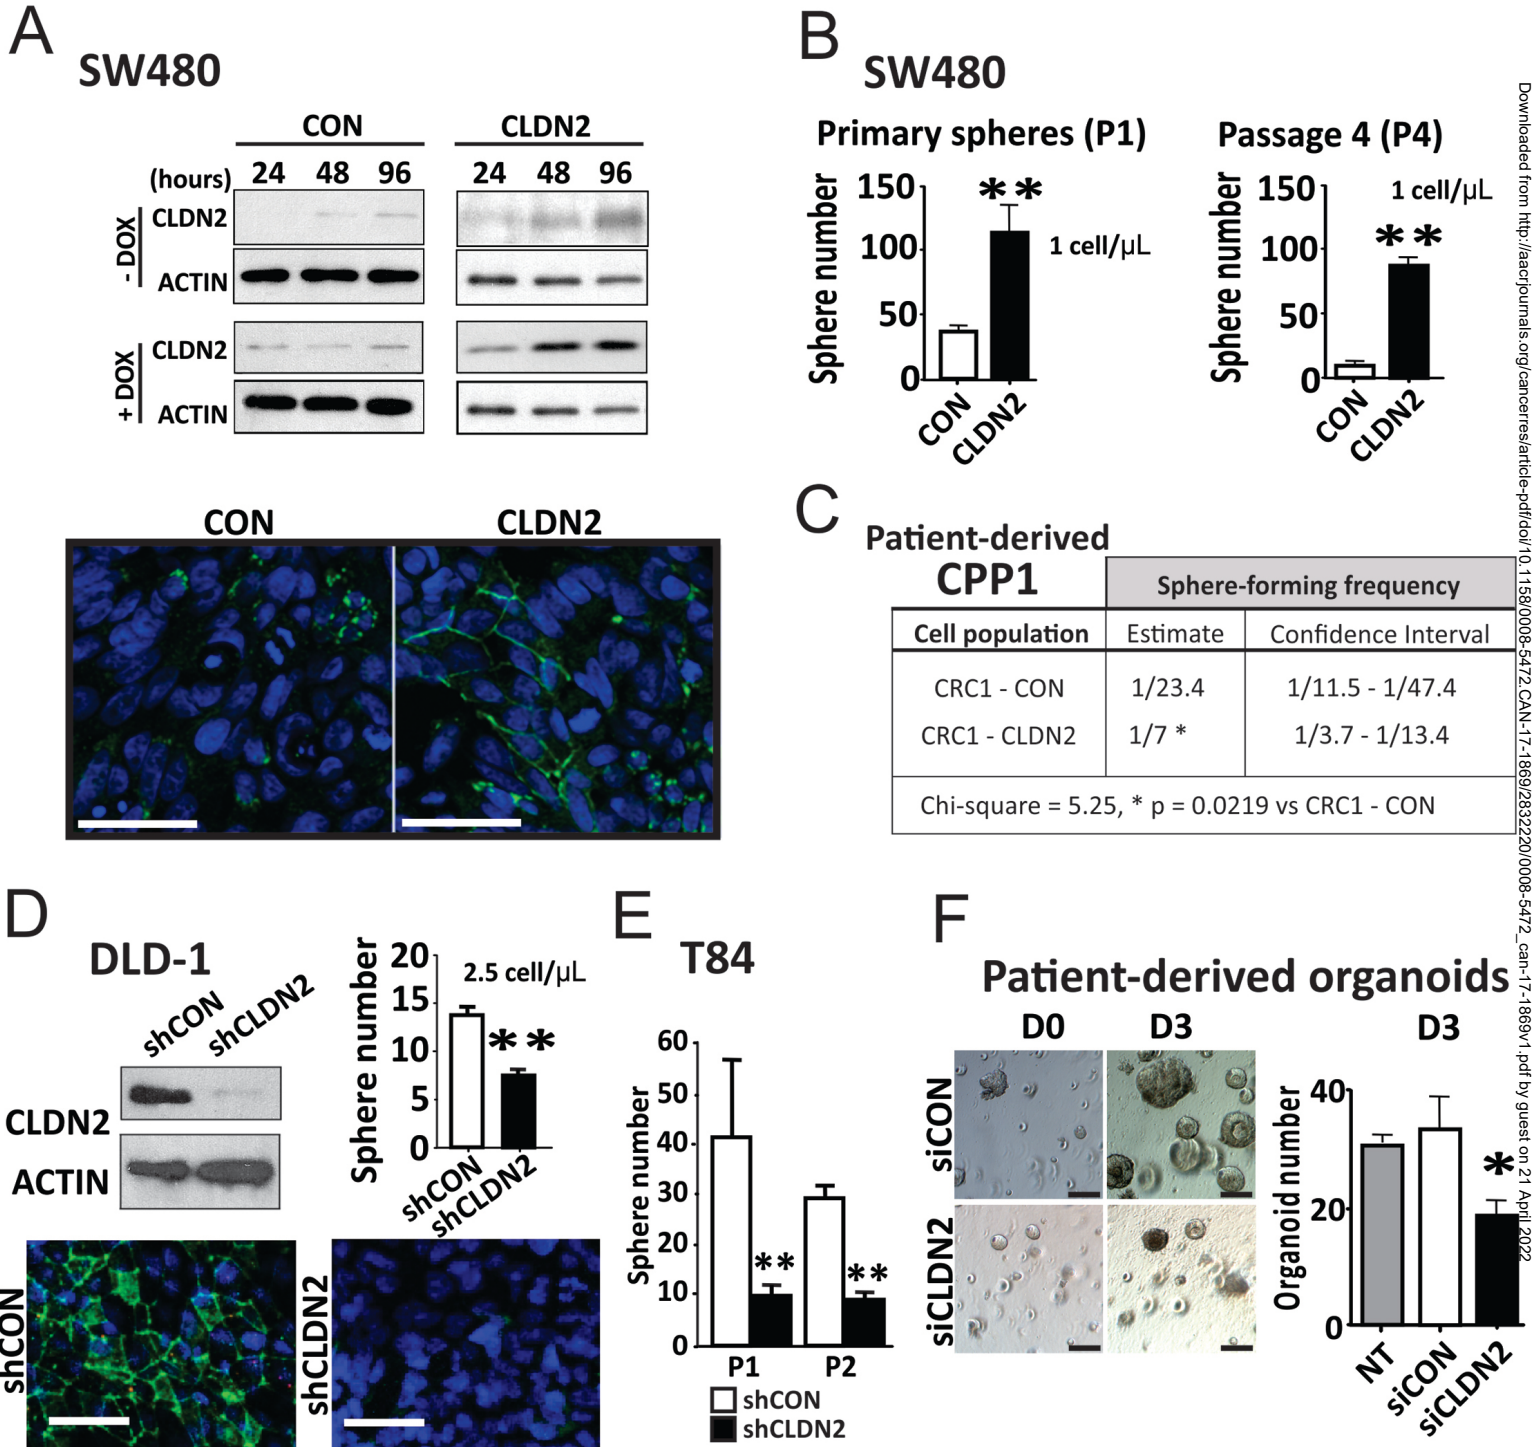 A
SW480
CON
CLDN2
(hours)
24 48 96
24 48 96
- DOX
CLDN2
ACTIN
+ DOX
CLDN2
ACTIN
CON
CLDN2
B
SW480
Primary spheres (P1)
Sphere number
150
100
50
0
**
1 cell/µL
CON
CLDN2
Passage 4 (P4)
Sphere number
150
100
50
0
1 cell/µL
**
CON
CLDN2
C
Patient-derived
CPP1
Sphere-forming frequency
Cell population Estimate Confidence Interval
CRC1 - CON 1/23.4 1/11.5 - 1/47.4
CRC1 - CLDN2 1/7 * 1/3.7 - 1/13.4
Chi-square = 5.25, * p = 0.0219 vs CRC1 - CON
D
DLD-1
shCON
shCLDN2
CLDN2
ACTIN
Sphere number
20
15
10
5
0
2.5 cell/µL
**
shCON
shCLDN2
shCON
shCLDN2
E
T84
Sphere number
60
50
40
30
20
10
0
**
**
P1
P2
shCON
shCLDN2
F
Patient-derived organoids
D0
D3
siCON
siCLDN2
D3
Organoid number
40
20
0
*
NT
siCON
siCLDN2
Downloaded from http://aacrjournals.org/cancerres/article-pdf/doi/10.1158/0008-5472.CAN-17-1869/2832220/0008-5472_can-17-1869v1.pdf by guest on 21 April 2022